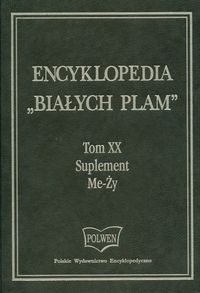 ENCYKLOPEDIA
„BIAŁYCH PLAM”
Tom XX
Suplement
Me-Ży
POLWEN
Polskie Wydawnictwo Encyklopedyczne